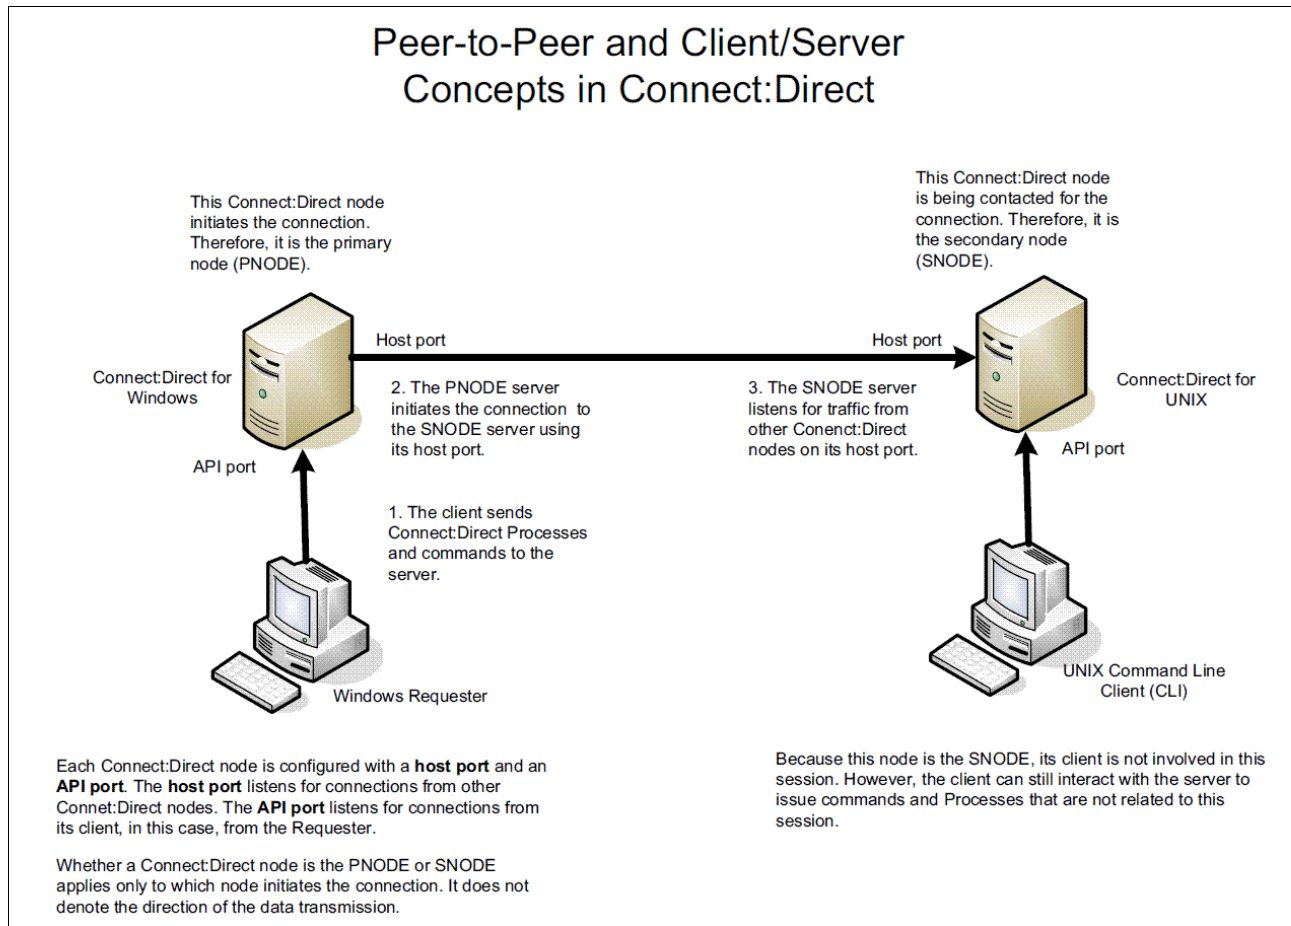 Peer-to-Peer and Client/Server
Concepts in Connect:Direct
This Connect:Direct node
initiates the connection.
Therefore, it is the primary
node (PNODE).
This Connect:Direct node
is being contacted for the
connection. Therefore, it is
the secondary node
(SNODE).
Host port
Host port
Connect:Direct for
Windows
2. The PNODE server
initiates the connection to
the SNODE server using
its host port.
3. The SNODE server
listens for traffic from
other Conenct:Direct
nodes on its host port.
Connect:Direct for
UNIX
API port
API port
1. The client sends
Connect:Direct Processes
and commands to the
server.
Windows Requester
UNIX Command Line
Client (CLI)
Each Connect:Direct node is configured with a host port and an
API port. The host port listens for connections from other
Connet:Direct nodes. The API port listens for connections from
its client, in this case, from the Requester.
Whether a Connect:Direct node is the PNODE or SNODE
applies only to which node initiates the connection. It does not
denote the direction of the data transmission.
Because this node is the SNODE, its client is not involved in this
session. However, the client can still interact with the server to
issue commands and Processes that are not related to this
session.